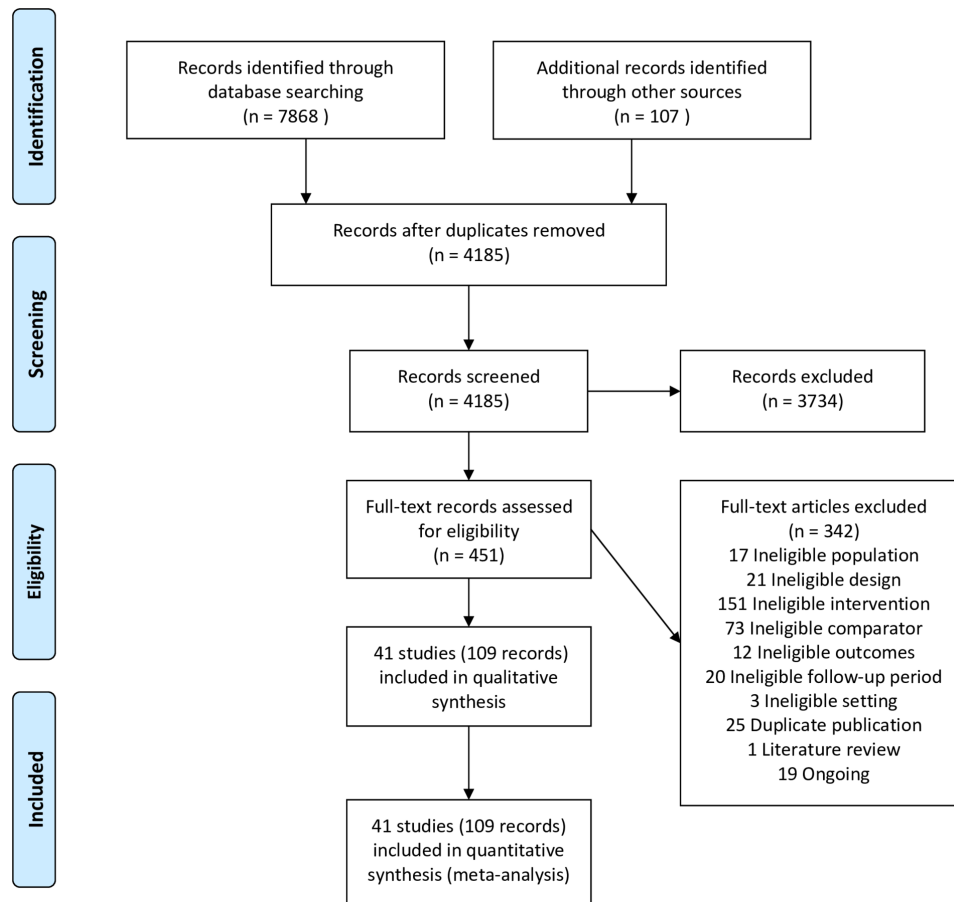 Identification
Records identified through
database searching
(n = 7868 )
Additional records identified
through other sources
(n = 107 )
Records after duplicates removed
(n = 4185)
Screening
Records screened
(n = 4185)
Records excluded
(n = 3734)
Eligibility
Full-text records assessed
for eligibility
(n = 451)
Full-text articles excluded
(n = 342)
17 Ineligible population
21 Ineligible design
151 Ineligible intervention
73 Ineligible comparator
12 Ineligible outcomes
20 Ineligible follow-up period
3 Ineligible setting
25 Duplicate publication
1 Literature review
19 Ongoing
41 studies (109 records)
included in qualitative
synthesis
Included
41 studies (109 records)
included in quantitative
synthesis (meta-analysis)